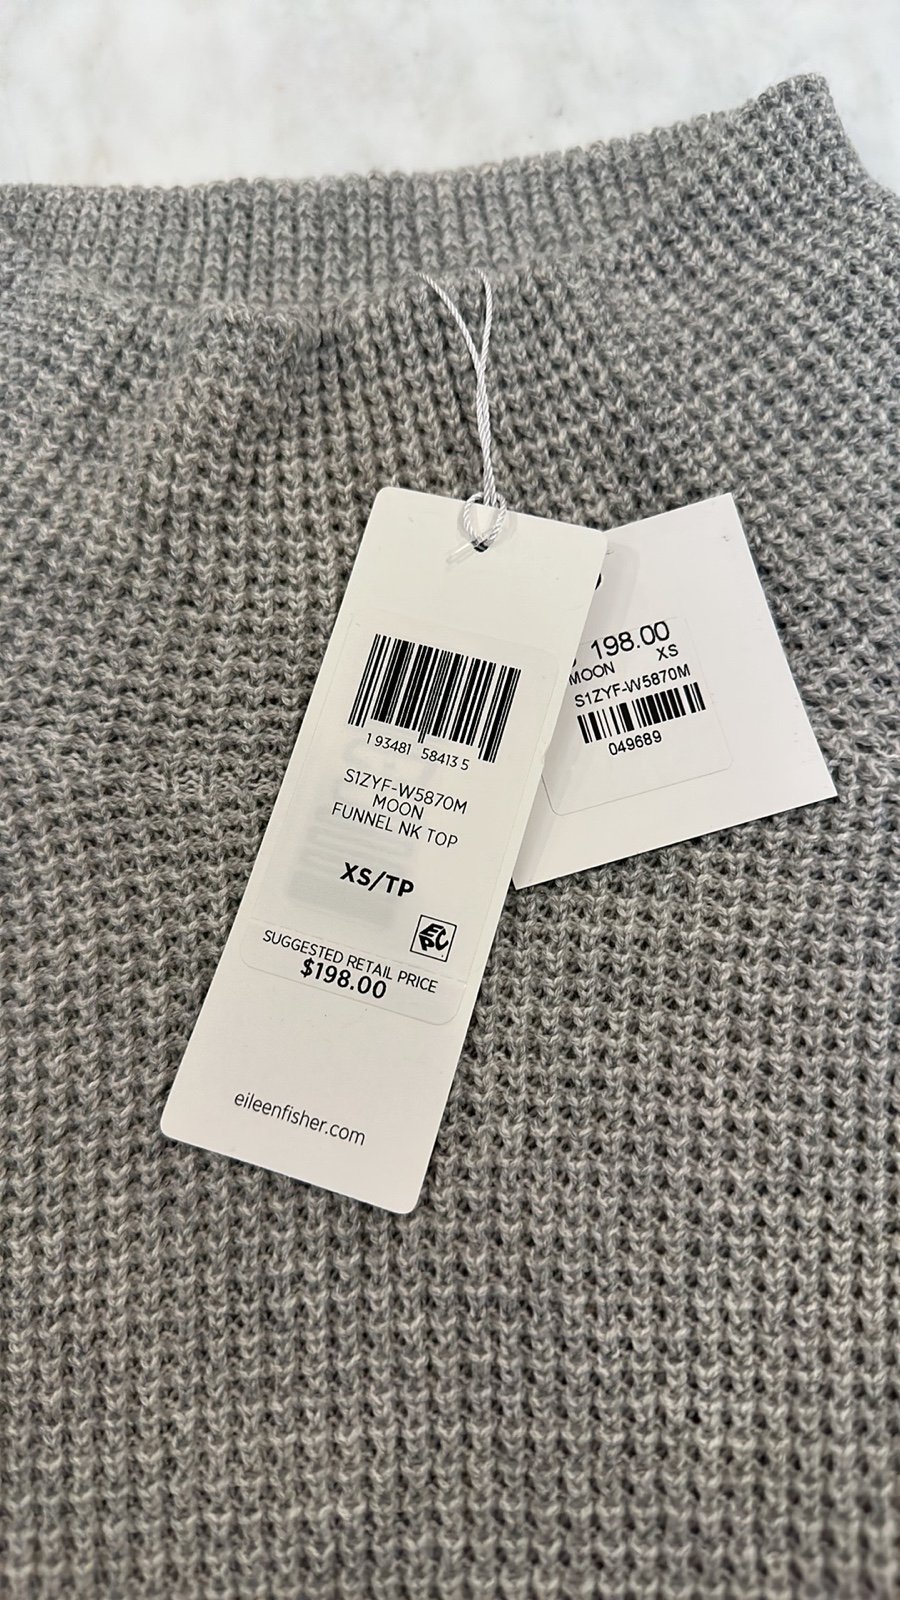 1 93481 58413 5
S1ZYF-W5870M
MOON
FUNNEL NK TOP
XS/TP
SUGGESTED RETAIL PRICE
$198.00
eileenfisher.com
198.00
MOON XS
S1ZYF-W5870M
049689